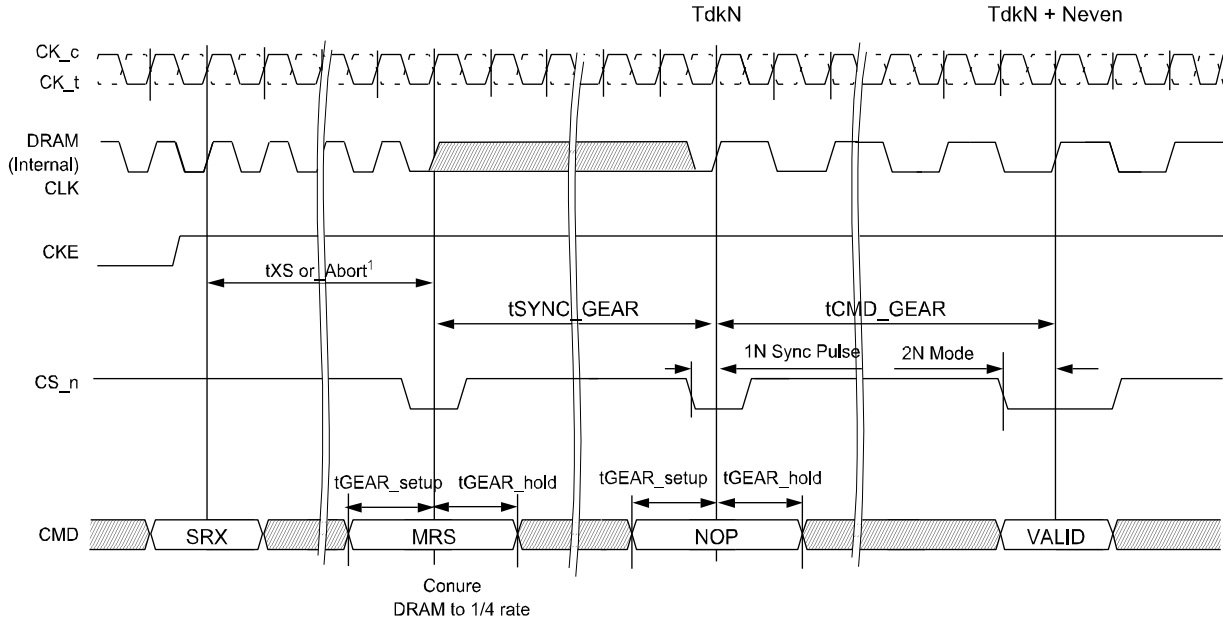 TdkN TdkN + Neven
CK_c
CK_t
DRAM
(Internal)
CLK
CKE
tXS or_Abort¹
tSYNC_GEAR tCMD_GEAR
1N Sync Pulse 2N Mode
CS_n
tGEAR_setup tGEAR_hold tGEAR_setup tGEAR_hold
CMD SRX MRS NOP VALID
Conure
DRAM to 1/4 rate